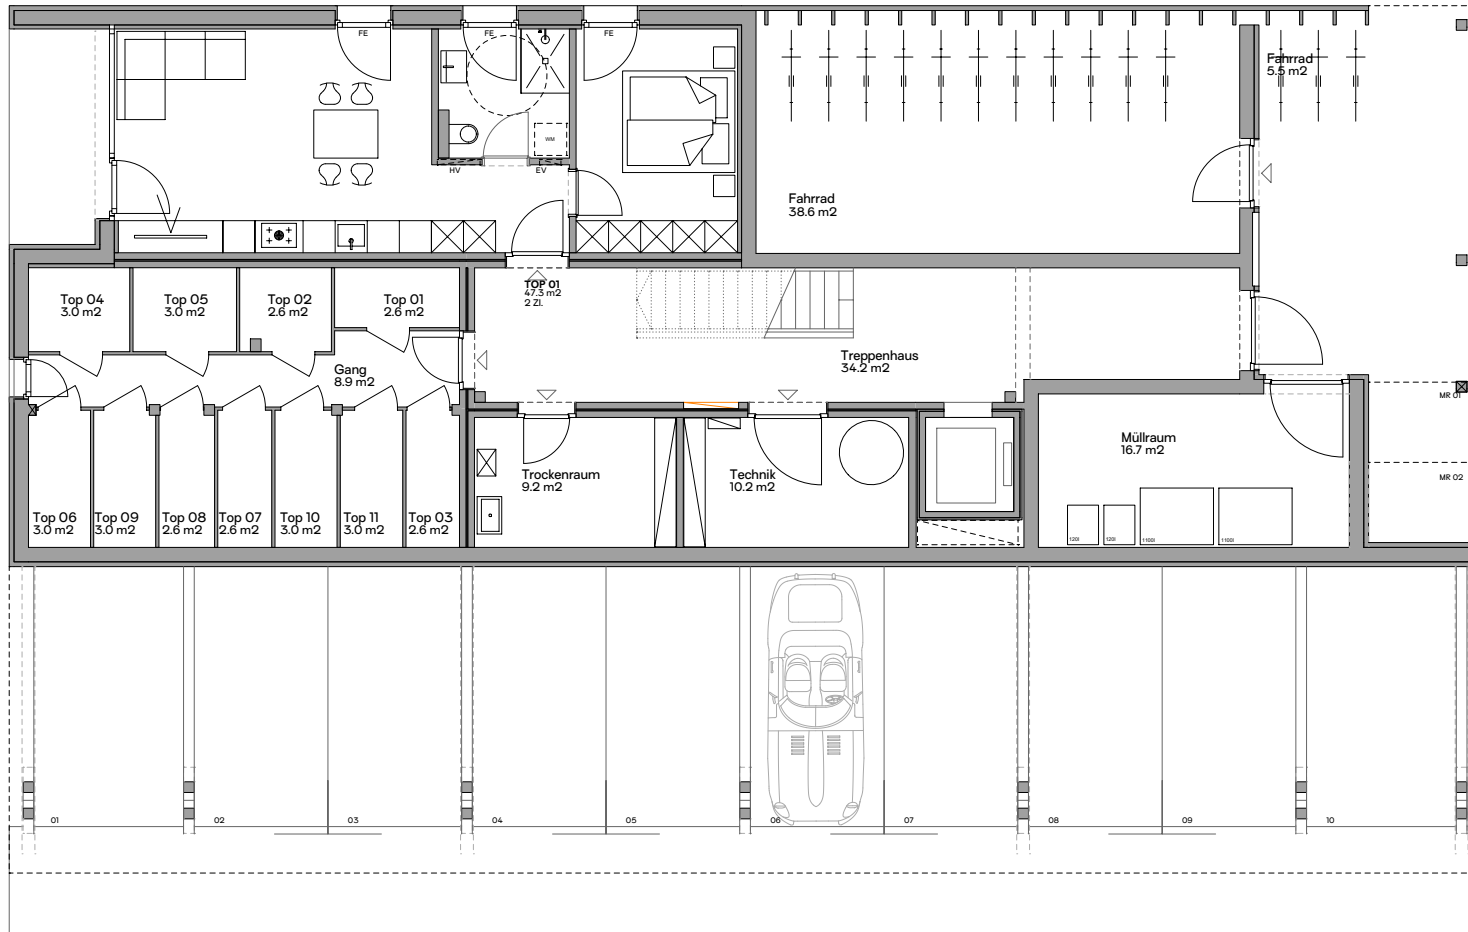 FE
FE
FE
Fahrrad
5.5 m2
WM
HV
EV
Fahrrad
38.6 m2
TOP 01
47.3 m2
2 ZI.
Top 04
3.0 m2
Top 05
3.0 m2
Top 02
2.6 m2
Top 01
2.6 m2
Gang
8.9 m2
Treppenhaus
34.2 m2
MR 01
Müllraum
16.7 m2
MR 02
Trockenraum
9.2 m2
Technik
10.2 m2
Top 06
3.0 m2
Top 09
3.0 m2
Top 08
2.6 m2
Top 07
2.6 m2
Top 10
3.0 m2
Top 11
3.0 m2
Top 03
2.6 m2
120l
120l
1100l
1100l
01
02
03
04
05
06
07
08
09
10